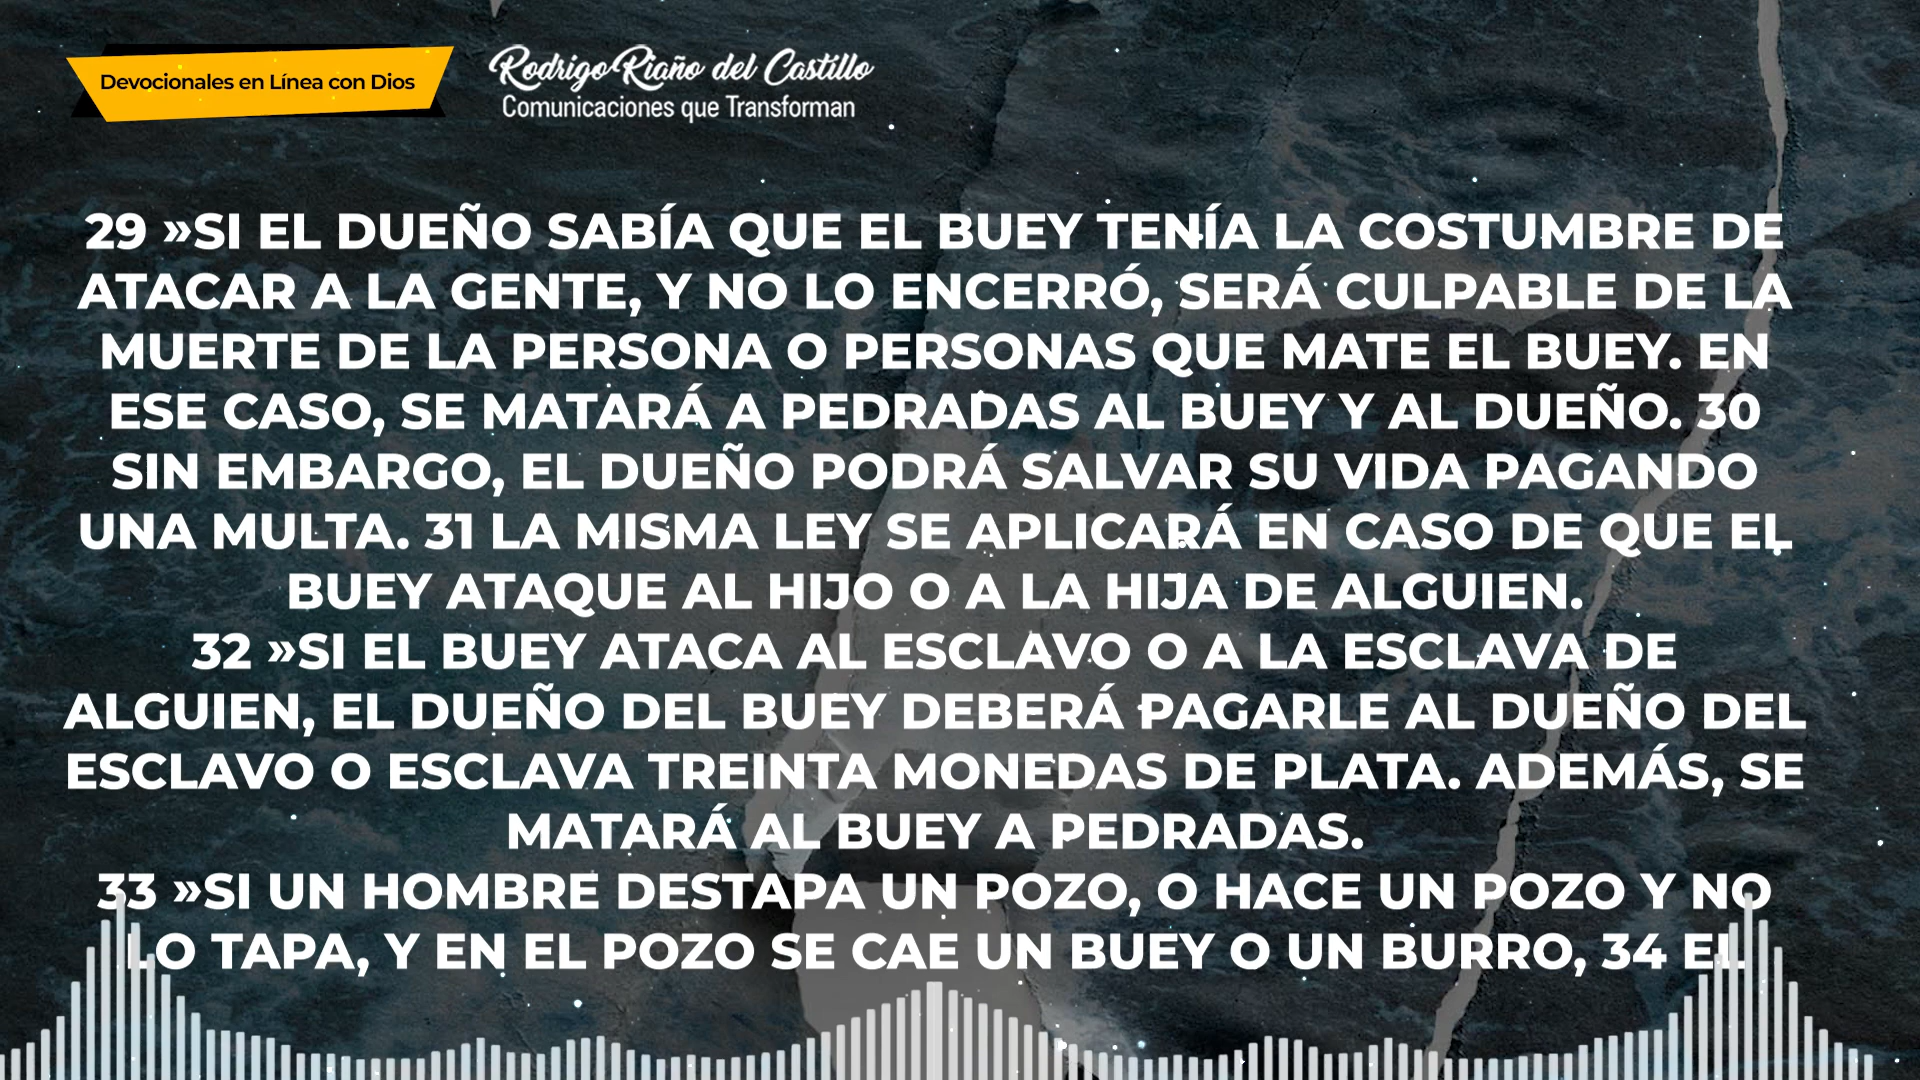 Devocionales en Línea con Dios
Rodrigo Riaño del Castillo
Comunicaciones que Transforman
29 »SI EL DUEÑO SABÍA QUE EL BUEY TENÍA LA COSTUMBRE DE
ATACAR A LA GENTE, Y NO LO ENCERRÓ, SERÁ CULPABLE DE LA
MUERTE DE LA PERSONA O PERSONAS QUE MATE EL BUEY. EN
ESE CASO, SE MATARÁ A PEDRADAS AL BUEY Y AL DUEÑO. 30
SIN EMBARGO, EL DUEÑO PODRÁ SALVAR SU VIDA PAGANDO
UNA MULTA. 31 LA MISMA LEY SE APLICARÁ EN CASO DE QUE EL
BUEY ATAQUE AL HIJO O A LA HIJA DE ALGUIEN.
32 »SI EL BUEY ATACA AL ESCLAVO O A LA ESCLAVA DE
ALGUIEN, EL DUEÑO DEL BUEY DEBERÁ PAGARLE AL DUEÑO DEL
ESCLAVO O ESCLAVA TREINTA MONEDAS DE PLATA. ADEMÁS, SE
MATARÁ AL BUEY A PEDRADAS.
33 »SI UN HOMBRE DESTAPA UN POZO, O HACE UN POZO Y NO
LO TAPA, Y EN EL POZO SE CAE UN BUEY O UN BURRO, 34 EL